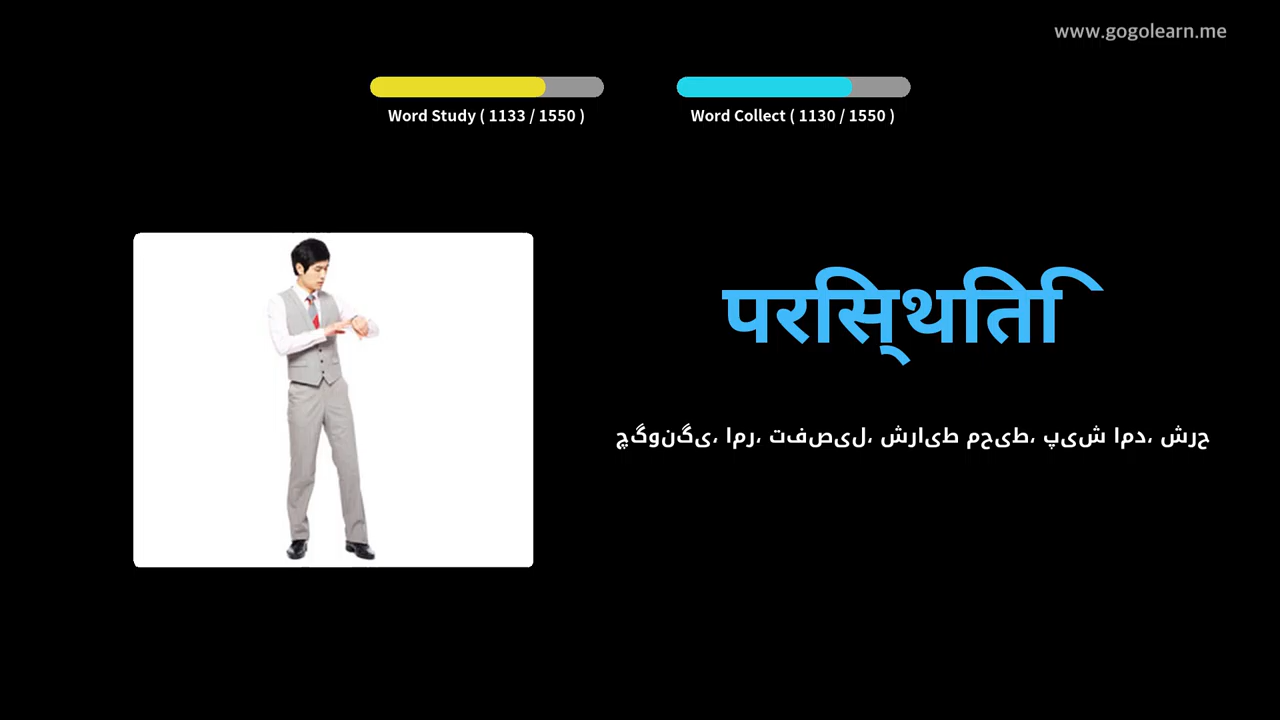 www.gogolearn.me
Word Study ( 1133 / 1550 )
Word Collect ( 1130 / 1550 )
परिस्थिति
چگونگی، امر، تفصیل، شرایط محیط، پیش امد، شرح